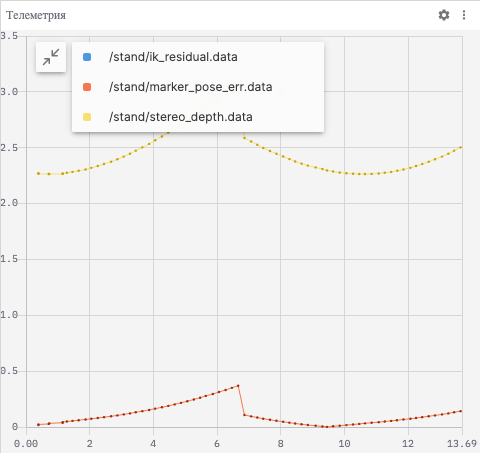 Телеметрия
/stand/ik_residual.data
/stand/marker_pose_err.data
/stand/stereo_depth.data
3.5
3.0
2.5
2.0
1.5
1.0
0.5
0
0.00 2 4 6 8 10 12 13.69